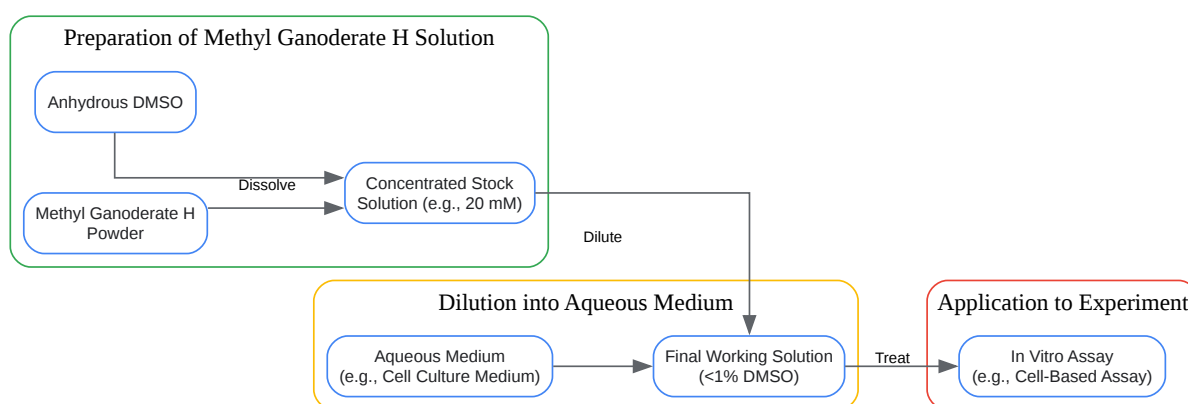 Preparation of Methyl Ganoderate H Solution
Anhydrous DMSO
Dissolve
Methyl Ganoderate H
Powder
Concentrated Stock
Solution (e.g., 20 mM)
Dilute
Dilution into Aqueous Medium
Aqueous Medium
(e.g., Cell Culture Medium)
Final Working Solution
(<1% DMSO)
Treat
Application to Experiment
In Vitro Assay
(e.g., Cell-Based Assay)